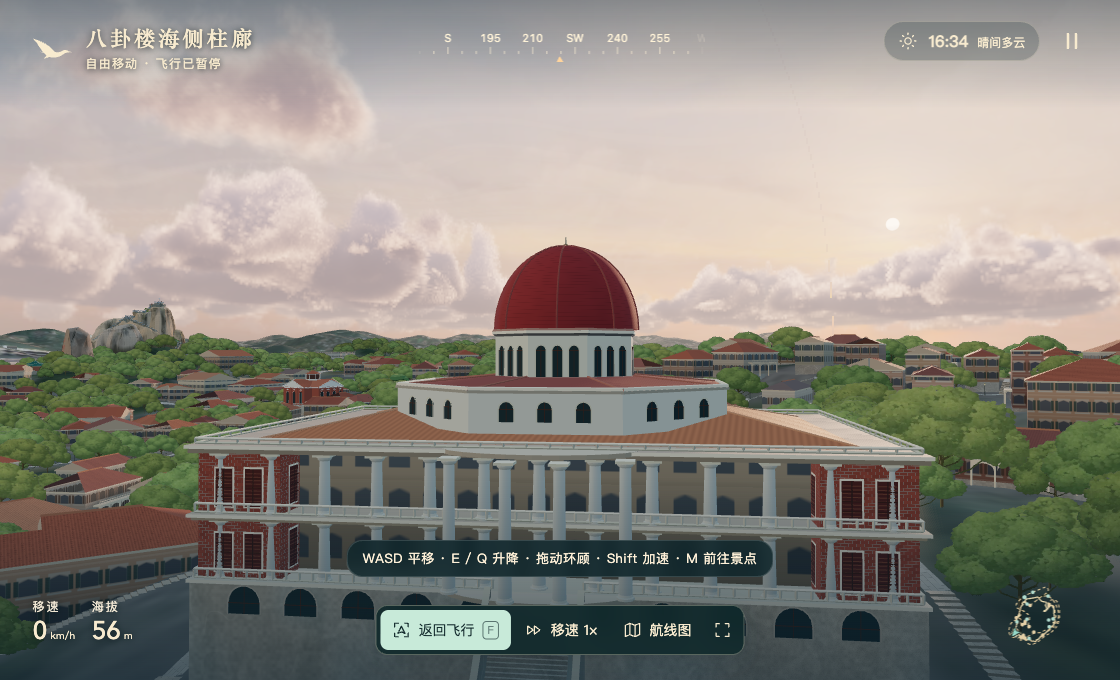 八卦楼海侧柱廊
自由移动 · 飞行已暂停
S 195 210 SW 240 255 W
16:34 晴间多云
WASD 平移 · E / Q 升降 · 拖动环顾 · Shift 加速 · M 前往景点
移速 海拔
0 km/h 56 m
返回飞行 F 移速 1x 航线图